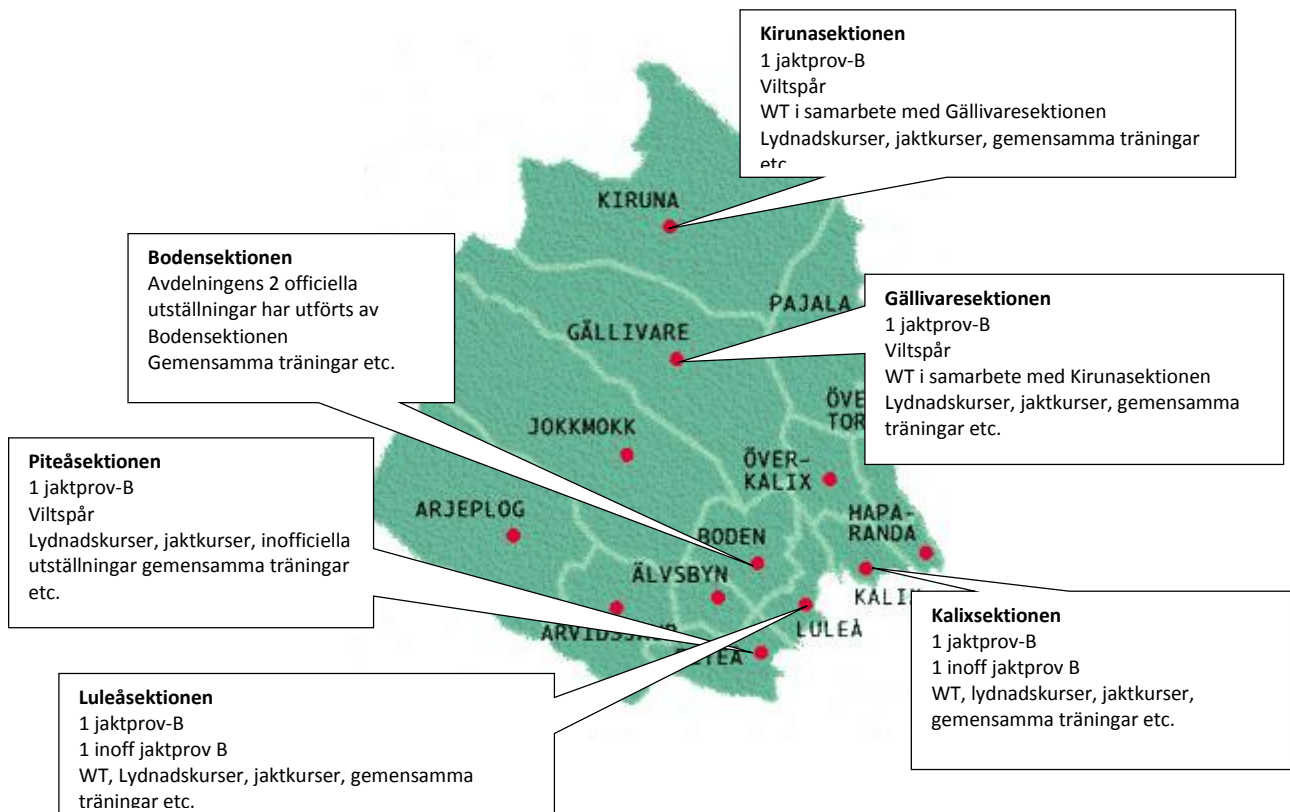 Kirunasektionen
1 jaktprov-B
Viltspår
WT i samarbete med Gällivaresektionen
Lydnadskurser, jaktkurser, gemensamma träningar
etc
KIRUNA
Bodensektionen
Avdelningens 2 officiella
utställningar har utförts av
Bodensektionen
Gemensamma träningar etc.
PAJALA
Gällivaresektionen
1 jaktprov-B
Viltspår
WT i samarbete med Kirunasektionen
Lydnadskurser, jaktkurser, gemensamma
träningar etc.
GÄLLIVARE
JOKKMOKK
ÖVER-
KALIX
Piteåsektionen
1 jaktprov-B
Viltspår
Lydnadskurser, jaktkurser, inofficiella
utställningar gemensamma träningar
etc.
ARJEPLOG
BODEN
HAPA-
RANDA
ÄLVSBYN
LULEÅ
Kalixsektionen
1 jaktprov-B
1 inoff jaktprov B
WT, lydnadskurser, jaktkurser,
gemensamma träningar etc.
Luleåsektionen
1 jaktprov-B
1 inoff jaktprov B
WT, Lydnadskurser, jaktkurser, gemensamma
träningar etc.